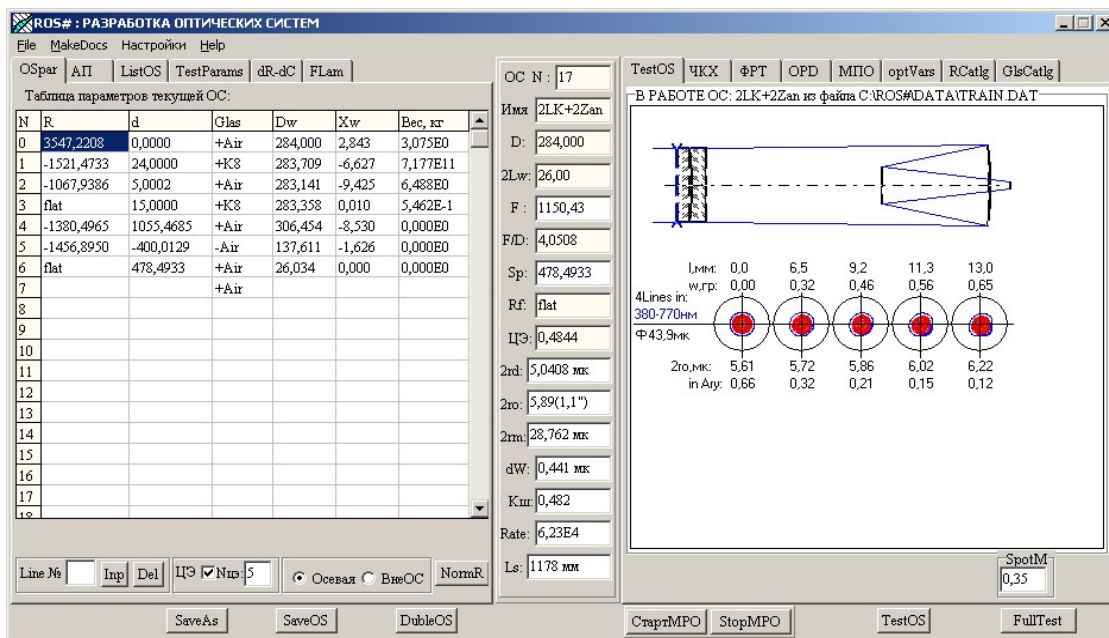 ROS# : РАЗРАБОТКА ОПТИЧЕСКИХ СИСТЕМ
File MakeDocs Настройки Help
OSpar АП ListOS TestParams dR-dC FLam
Таблица параметров текущей ОС:
N R d Glas Dw Xw Вес, кг
0 3547,2208 0,0000 +Air 284,000 2,843 3,075E0
1 -1521,4733 24,0000 +K8 283,709 -6,627 7,177E11
2 -1067,9386 5,0002 +Air 283,141 -9,425 6,488E0
3 flat 15,0000 +K8 283,358 0,010 5,462E-1
4 -1380,4965 1055,4685 +Air 306,454 -8,530 0,000E0
5 -1456,8950 -400,0129 -Air 137,611 -1,626 0,000E0
6 flat 478,4933 +Air 26,034 0,000 0,000E0
7 +Air
8
9
10
11
12
13
14
15
16
17
18
Line № Inp Del ЦЭ Nцэ: 5 Осевая ВнеОС NormR
SaveAs SaveOS DubleOS
ОС N : 17
Имя 2LK+2Zan
D: 284,000
2Lw: 26,00
F : 1150,43
F/D: 4,0508
Sp: 478,4933
Rf: flat
ЦЭ: 0,4844
2rd: 5,0408 мк
2ro: 5,89(1,1")
2rm: 28,762 мк
dW: 0,441 мк
Кш: 0,482
Rate: 6,23E4
Ls: 1178 мм
TestOS ЧКХ ФРТ OPD МПО optVars RCatlg GlsCatlg
В РАБОТЕ ОС: 2LK+2Zan из файла C:\ROS#\DATA\TRAIN.DAT
l,мм: 0,0 6,5 9,2 11,3 13,0
w,гр: 0,00 0,32 0,46 0,56 0,65
4Lines in:
380-770нм
Ф43,9мк
2ro,мк: 5,61 5,72 5,86 6,02 6,22
in Airy: 0,66 0,32 0,21 0,15 0,12
SpotM
0,35
СтартМРО StopMPO TestOS FullTest